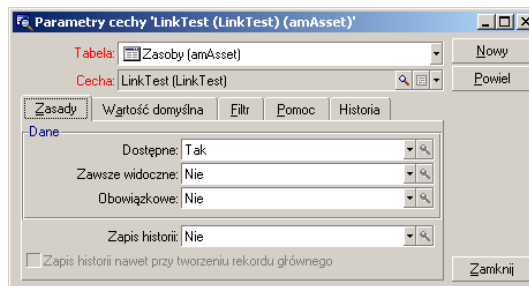 Parametry cechy 'LinkTest (LinkTest) (amAsset)'
Tabela: Zasoby (amAsset)
Nowy
Cecha: LinkTest (LinkTest)
Powiel
Zasady Wartość domyślna Filtr Pomoc Historia
Dane
Dostępne: Tak
Zawsze widoczne: Nie
Obowiązkowe: Nie
Zapis historii: Nie
Zapis historii nawet przy tworzeniu rekordu głównego
Zamknij